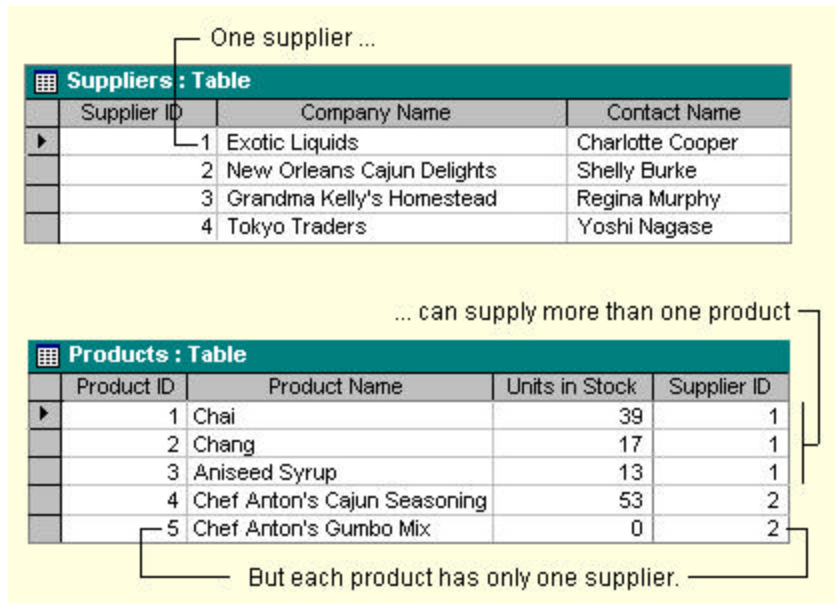 One supplier ...
Suppliers : Table
Supplier ID Company Name Contact Name
1 Exotic Liquids Charlotte Cooper
2 New Orleans Cajun Delights Shelly Burke
3 Grandma Kelly's Homestead Regina Murphy
4 Tokyo Traders Yoshi Nagase
... can supply more than one product
Products : Table
Product ID Product Name Units in Stock Supplier ID
1 Chai 39 1
2 Chang 17 1
3 Aniseed Syrup 13 1
4 Chef Anton's Cajun Seasoning 53 2
5 Chef Anton's Gumbo Mix 0 2
But each product has only one supplier.